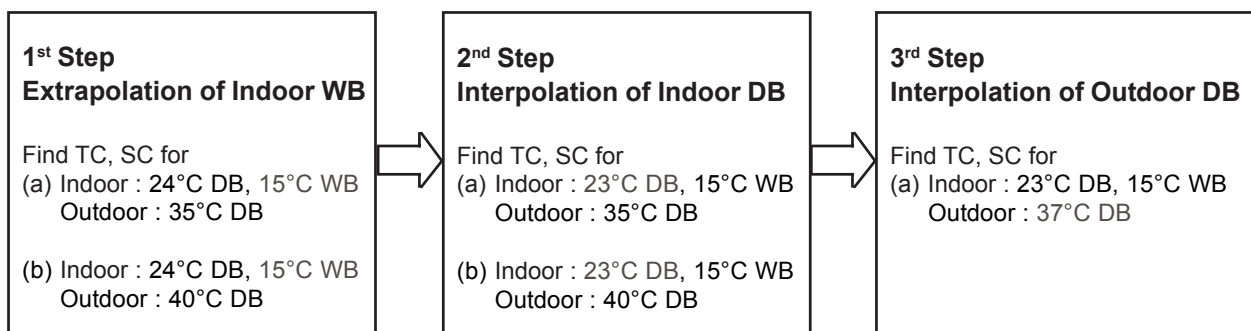 1st Step
Extrapolation of Indoor WB
Find TC, SC for
(a) Indoor : 24°C DB, 15°C WB
Outdoor : 35°C DB
(b) Indoor : 24°C DB, 15°C WB
Outdoor : 40°C DB
2nd Step
Interpolation of Indoor DB
Find TC, SC for
(a) Indoor : 23°C DB, 15°C WB
Outdoor : 35°C DB
(b) Indoor : 23°C DB, 15°C WB
Outdoor : 40°C DB
3rd Step
Interpolation of Outdoor DB
Find TC, SC for
(a) Indoor : 23°C DB, 15°C WB
Outdoor : 37°C DB